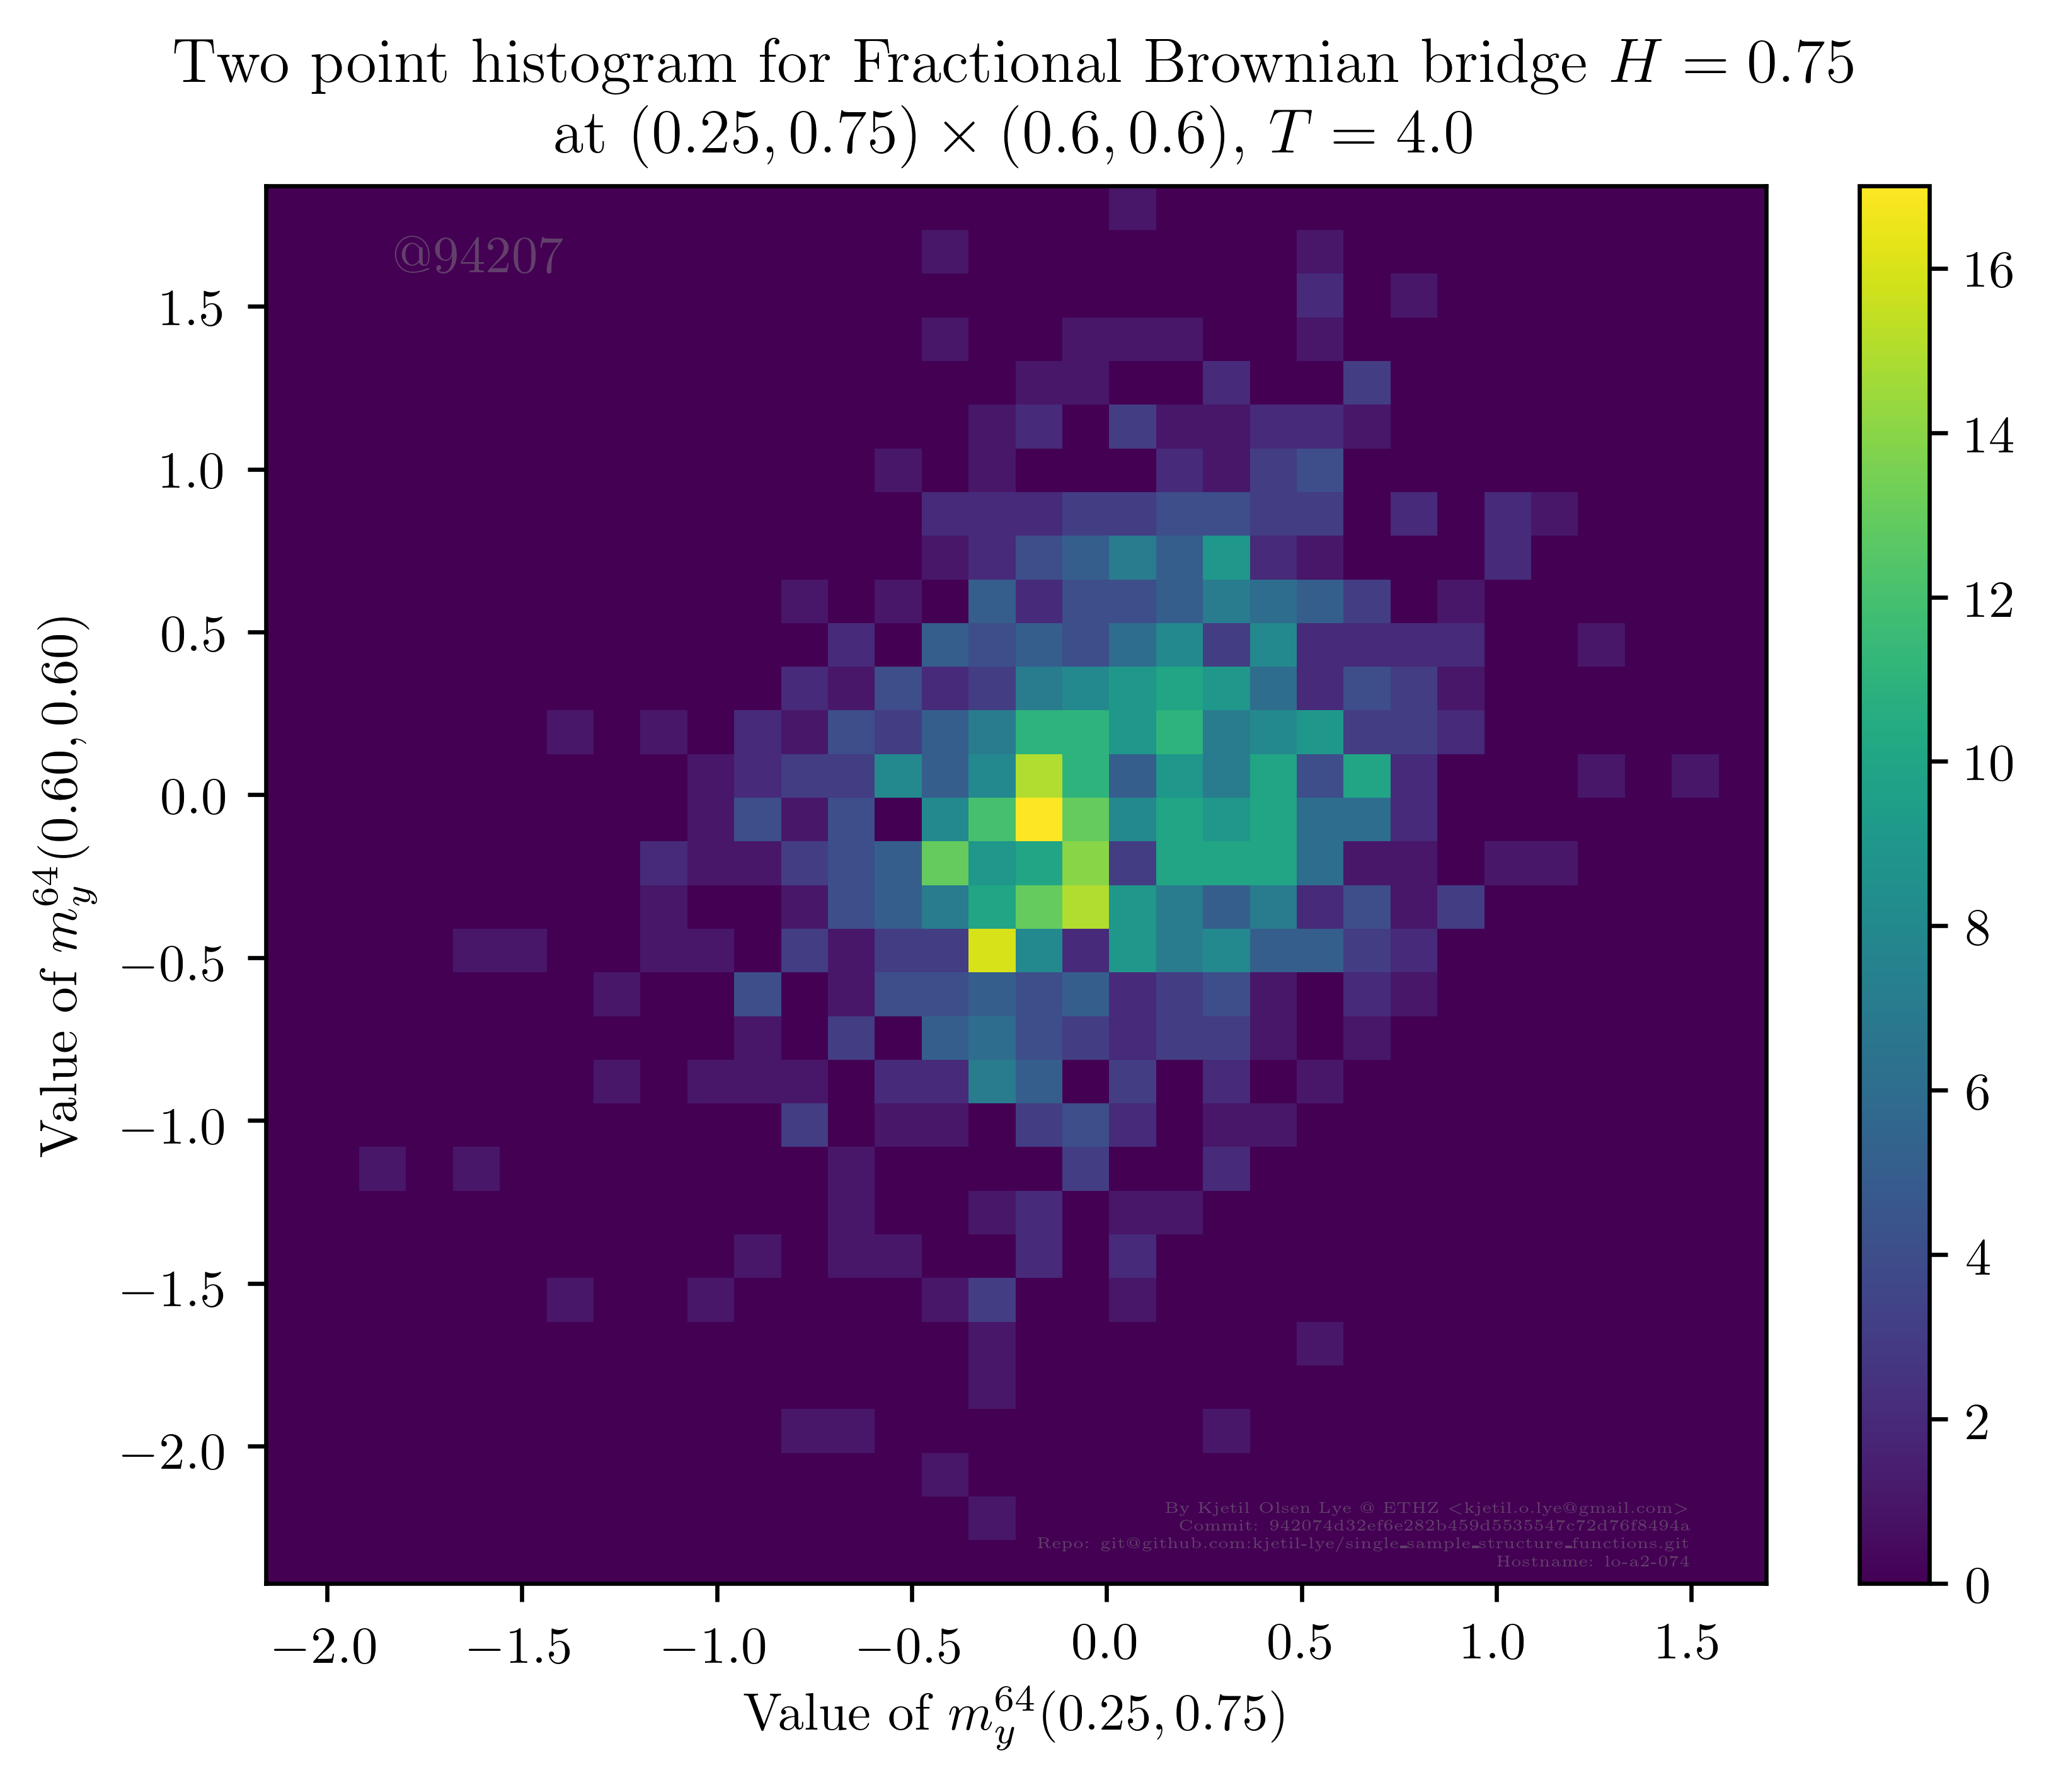 Two point histogram for Fractional Brownian bridge H = 0.75
at (0.25, 0.75) × (0.6, 0.6), T = 4.0
@94207
Value of m_y^64(0.60, 0.60)
1.5
1.0
0.5
0.0
−0.5
−1.0
−1.5
−2.0
16
14
12
10
8
6
4
2
0
By Kjetil Olsen Lye @ ETHZ <kjetil.o.lye@gmail.com>
Commit: 942074d32ef6e282b459d5535547c72d76f8494a
Repo: git@github.com:kjetil-lye/single_sample_structure_functions.git
Hostname: lo-a2-074
−2.0 −1.5 −1.0 −0.5 0.0 0.5 1.0 1.5
Value of m_y^64(0.25, 0.75)